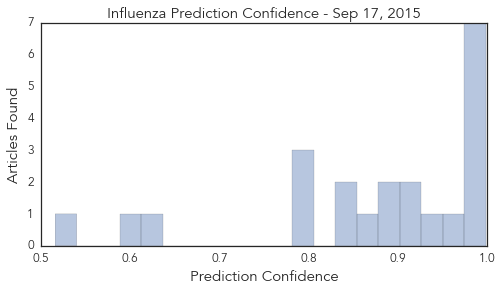 Influenza Prediction Confidence - Sep 17, 2015
7
6
5
4
3
2
1
0
Articles Found
0.5 0.6 0.7 0.8 0.9 1.0
Prediction Confidence